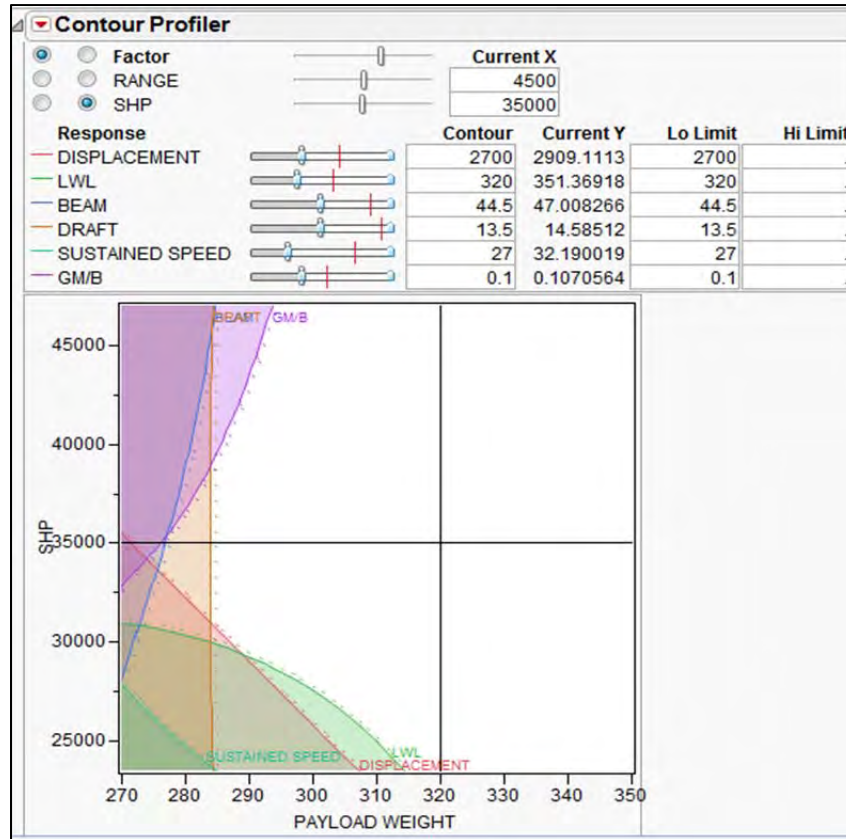 Contour Profiler
Factor Current X
RANGE 4500
SHP 35000
Response Contour Current Y Lo Limit Hi Limit
DISPLACEMENT 2700 2909.1113 2700 .
LWL 320 351.36918 320 .
BEAM 44.5 47.008266 44.5 .
DRAFT 13.5 14.58512 13.5 .
SUSTAINED SPEED 27 32.190019 27 .
GM/B 0.1 0.1070564 0.1 .
GM/B
45000
40000
SHP
35000
30000
25000
LWL
SUSTAINED SPEED
DISPLACEMENT
270 280 290 300 310 320 330 340 350
PAYLOAD WEIGHT